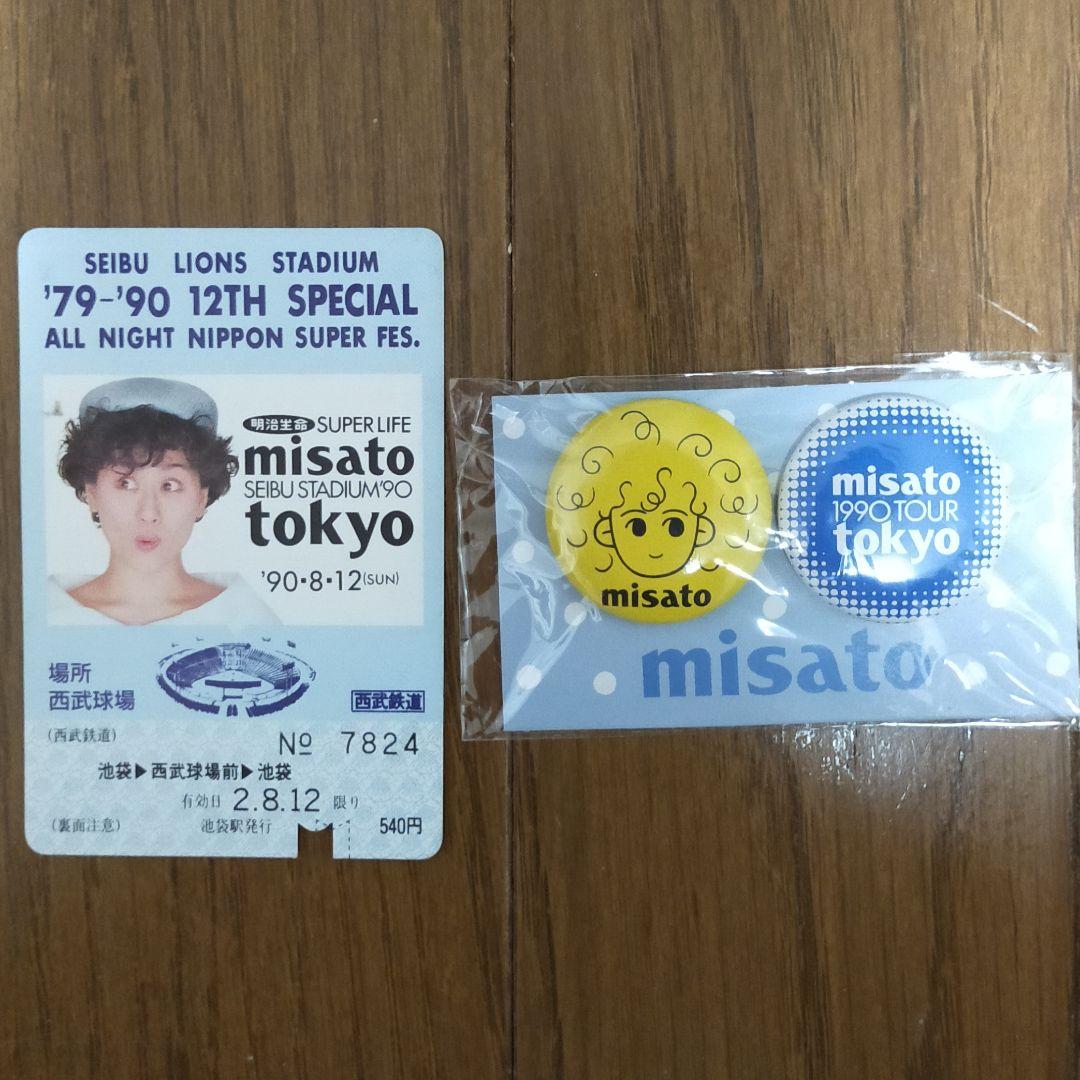 SEIBU LIONS STADIUM
'79-'90 12TH SPECIAL
ALL NIGHT NIPPON SUPER FES.
明治生命 SUPER LIFE
misato
SEIBU STADIUM'90
tokyo
'90・8・12(SUN)
場所
西武球場
西武鉄道
(西武鉄道)
No 7824
池袋▶西武球場前▶池袋
有効日 2.8.12 限り
(裏面注意) 池袋駅発行 540円
misato
misato
1990 TOUR
tokyo
misato